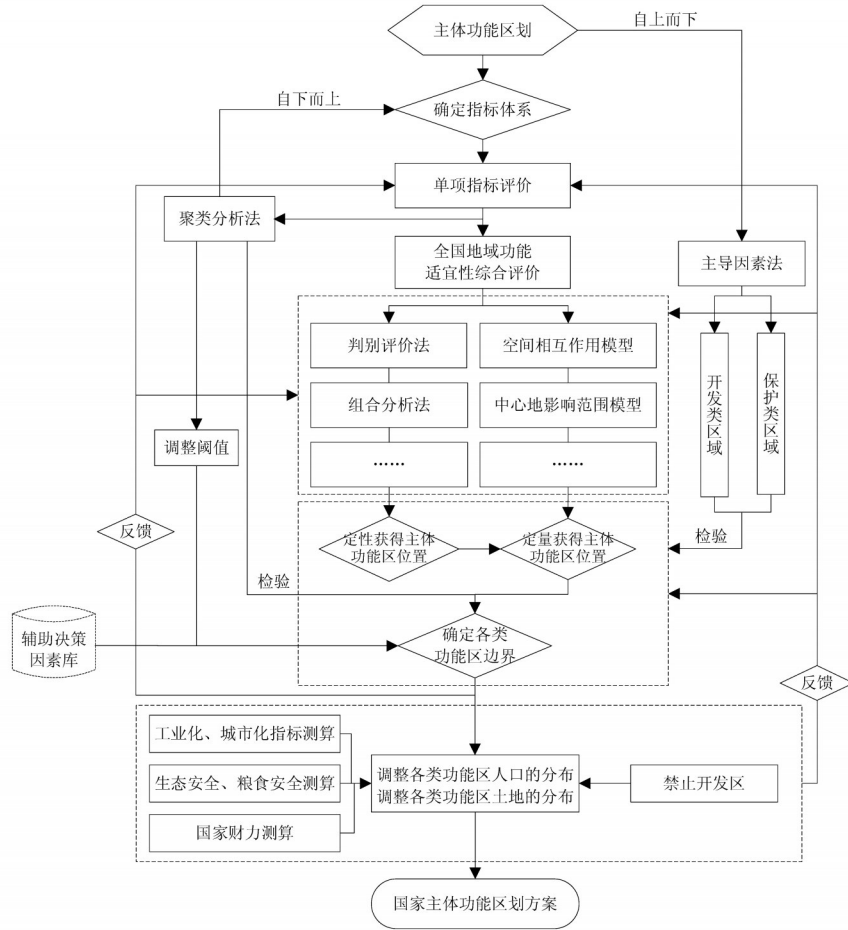 主体功能区划
自上而下
自下而上
确定指标体系
单项指标评价
聚类分析法
全国地域功能
适宜性综合评价
主导因素法
判别评价法
空间相互作用模型
开发类区域
保护类区域
组合分析法
中心地影响范围模型
调整阈值
……
……
反馈
定性获得主体
功能区位置
定量获得主体
功能区位置
检验
检验
辅助决策
因素库
确定各类
功能区边界
反馈
工业化、城市化指标测算
生态安全、粮食安全测算
国家财力测算
调整各类功能区人口的分布
调整各类功能区土地的分布
禁止开发区
国家主体功能区划方案